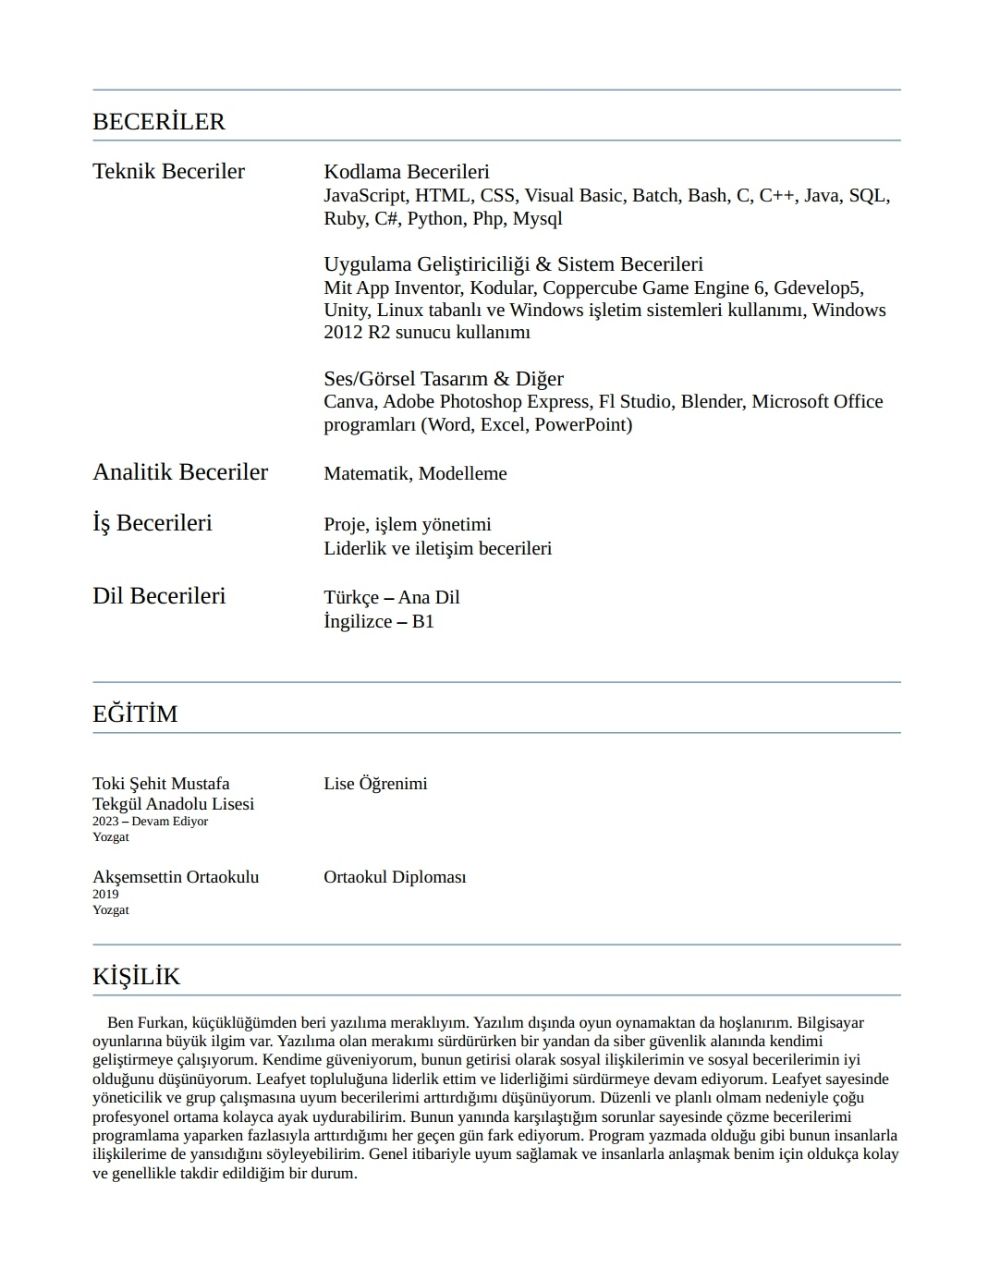 BECERİLER
Teknik Beceriler
Kodlama Becerileri
JavaScript, HTML, CSS, Visual Basic, Batch, Bash, C, C++, Java, SQL,
Ruby, C#, Python, Php, Mysql
Uygulama Geliştiriciliği & Sistem Becerileri
Mit App Inventor, Kodular, Coppercube Game Engine 6, Gdevelop5,
Unity, Linux tabanlı ve Windows işletim sistemleri kullanımı, Windows
2012 R2 sunucu kullanımı
Ses/Görsel Tasarım & Diğer
Canva, Adobe Photoshop Express, Fl Studio, Blender, Microsoft Office
programları (Word, Excel, PowerPoint)
Analitik Beceriler
Matematik, Modelleme
İş Becerileri
Proje, işlem yönetimi
Liderlik ve iletişim becerileri
Dil Becerileri
Türkçe – Ana Dil
İngilizce – B1
EĞİTİM
Toki Şehit Mustafa
Tekgül Anadolu Lisesi
2023 – Devam Ediyor
Yozgat
Lise Öğrenimi
Akşemsettin Ortaokulu
2019
Yozgat
Ortaokul Diploması
KİŞİLİK
Ben Furkan, küçüklüğümden beri yazılıma meraklıyım. Yazılım dışında oyun oynamaktan da hoşlanırım. Bilgisayar
oyunlarına büyük ilgim var. Yazılıma olan merakımı sürdürürken bir yandan da siber güvenlik alanında kendimi
geliştirmeye çalışıyorum. Kendime güveniyorum, bunun getirisi olarak sosyal ilişkilerimin ve sosyal becerilerimin iyi
olduğunu düşünüyorum. Leafyet topluluğuna liderlik ettim ve liderliğimi sürdürmeye devam ediyorum. Leafyet sayesinde
yöneticilik ve grup çalışmasına uyum becerilerimi arttırdığımı düşünüyorum. Düzenli ve planlı olmam nedeniyle çoğu
profesyonel ortama kolayca ayak uydurabilirim. Bunun yanında karşılaştığım sorunlar sayesinde çözme becerilerimi
programlama yaparken fazlasıyla arttırdığımı her geçen gün fark ediyorum. Program yazmada olduğu gibi bunun insanlarla
ilişkilerime de yansıdığını söyleyebilirim. Genel itibariyle uyum sağlamak ve insanlarla anlaşmak benim için oldukça kolay
ve genellikle takdir edildiğim bir durum.